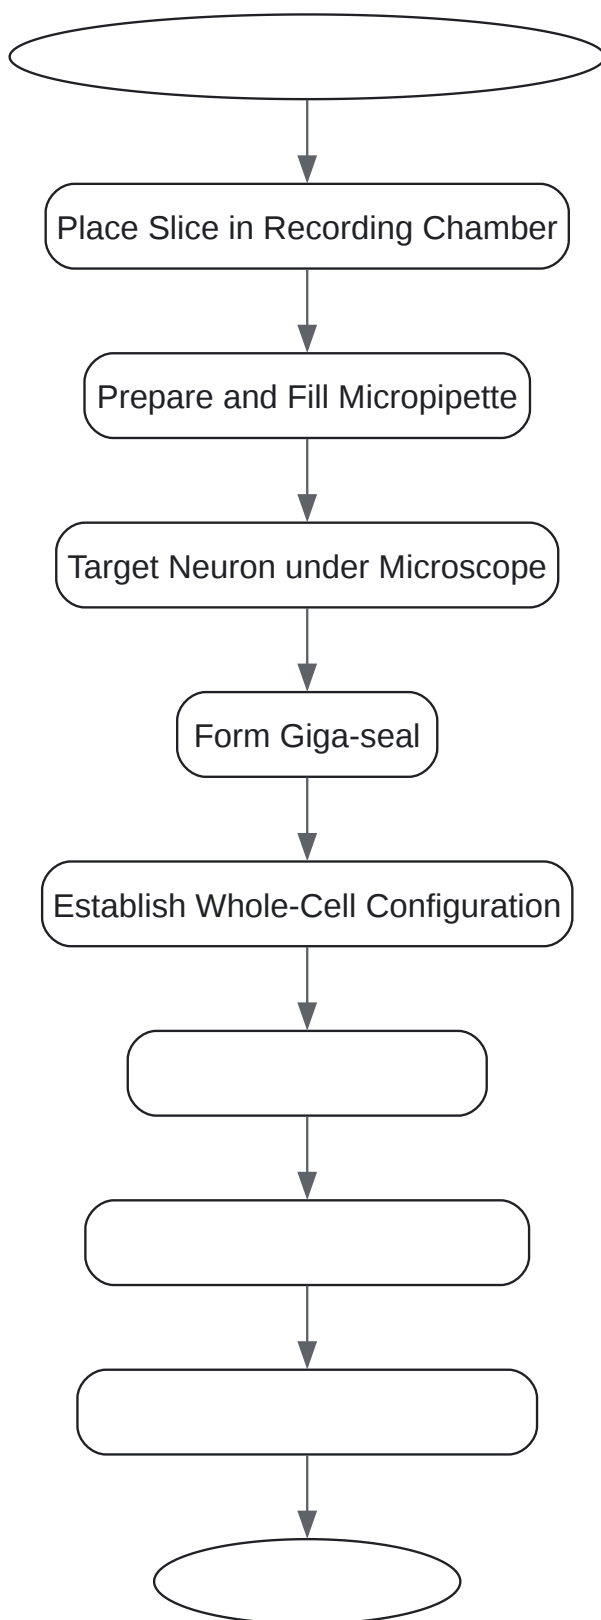 Place Slice in Recording Chamber
Prepare and Fill Micropipette
Target Neuron under Microscope
Form Giga-seal
Establish Whole-Cell Configuration